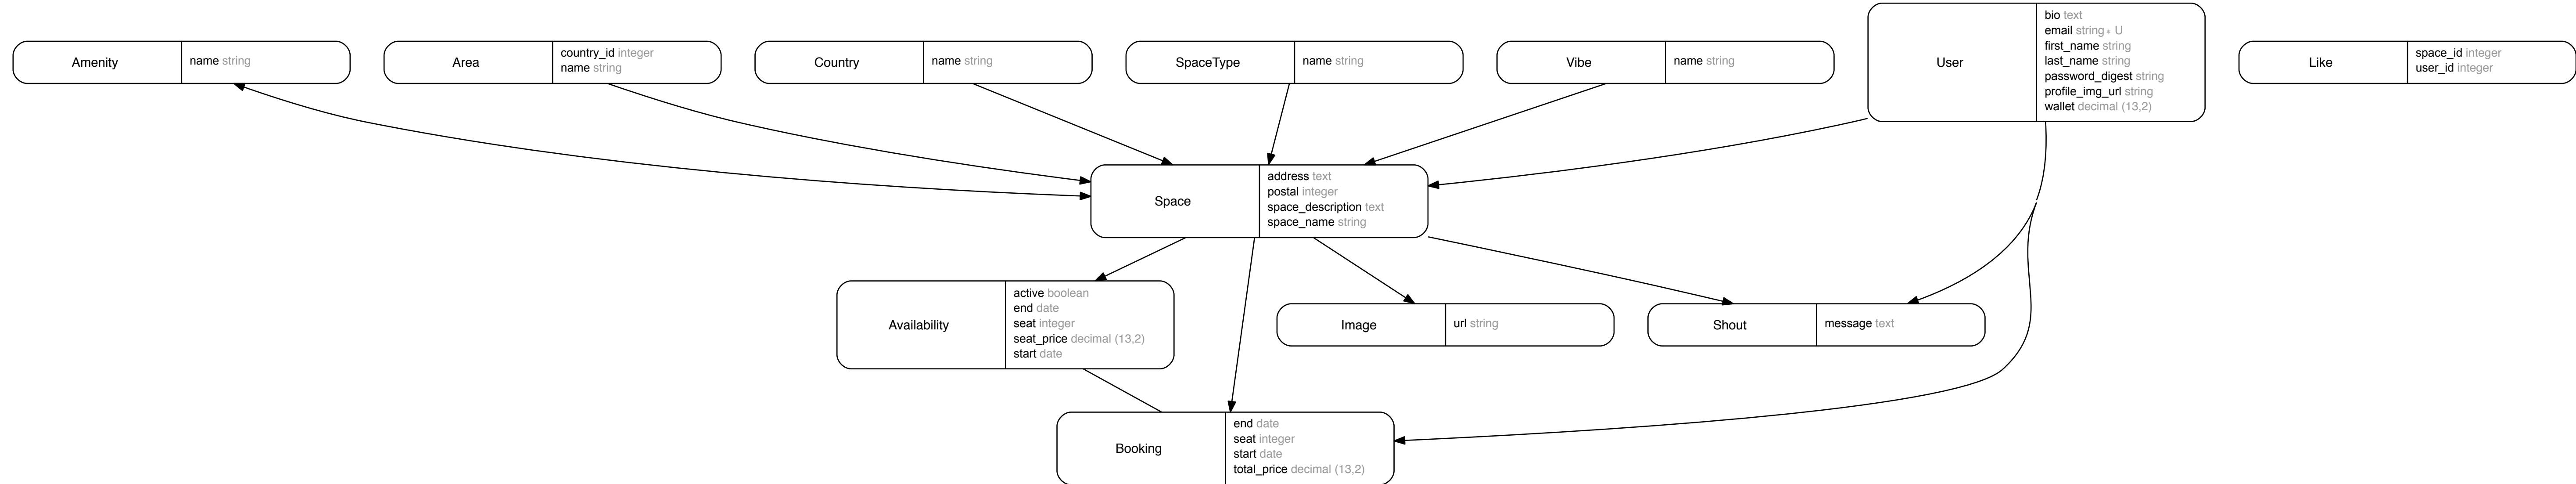 Amenity
name string
Area
country_id integer
name string
Country
name string
SpaceType
name string
Vibe
name string
User
bio text
email string∗ U
first_name string
last_name string
password_digest string
profile_img_url string
wallet decimal (13,2)
Like
space_id integer
user_id integer
Space
address text
postal integer
space_description text
space_name string
Availability
active boolean
end date
seat integer
seat_price decimal (13,2)
start date
Image
url string
Shout
message text
Booking
end date
seat integer
start date
total_price decimal (13,2)